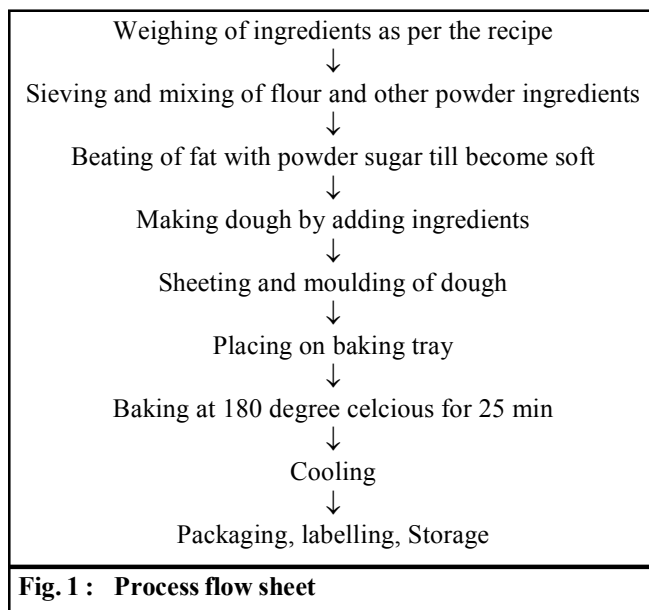 Weighing of ingredients as per the recipe
↓
Sieving and mixing of flour and other powder ingredients
↓
Beating of fat with powder sugar till become soft
↓
Making dough by adding ingredients
↓
Sheeting and moulding of dough
↓
Placing on baking tray
↓
Baking at 180 degree celcious for 25 min
↓
Cooling
↓
Packaging, labelling, Storage
Fig. 1 : Process flow sheet